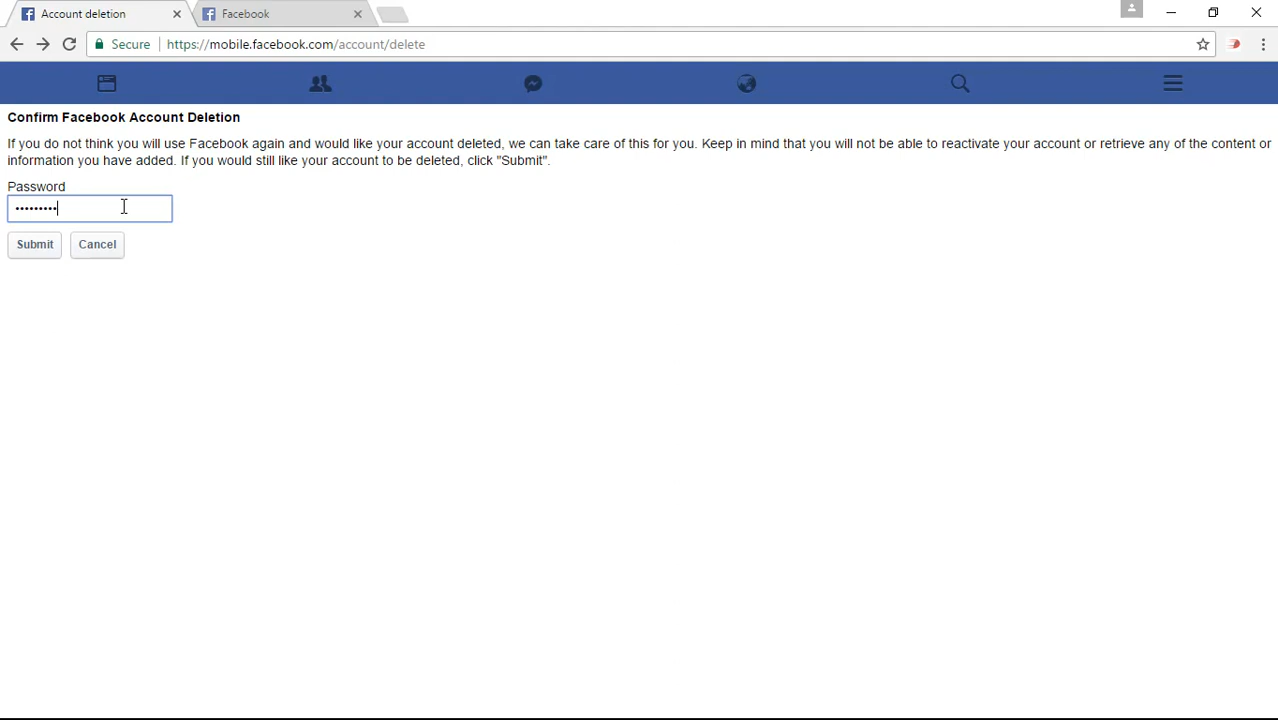 Account deletion
Facebook
Secure
https://mobile.facebook.com/account/delete
Confirm Facebook Account Deletion
If you do not think you will use Facebook again and would like your account deleted, we can take care of this for you. Keep in mind that you will not be able to reactivate your account or retrieve any of the content or
information you have added. If you would still like your account to be deleted, click "Submit".
Password
•••••••••
Submit
Cancel